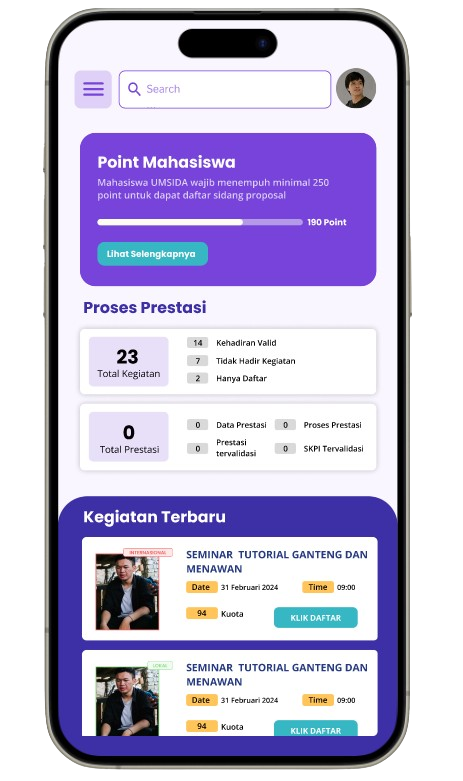 Search
Point Mahasiswa
Mahasiswa UMSIDA wajib menempuh minimal 250
point untuk dapat daftar sidang proposal
190 Point
Lihat Selengkapnya
Proses Prestasi
23
Total Kegiatan
14 Kehadiran Valid
7 Tidak Hadir Kegiatan
2 Hanya Daftar
0
Total Prestasi
0 Data Prestasi 0 Proses Prestasi
0 Prestasi tervalidasi 0 SKPI Tervalidasi
Kegiatan Terbaru
INTERNASIONAL
SEMINAR TUTORIAL GANTENG DAN
MENAWAN
Date 31 Februari 2024 Time 09:00
94 Kuota KLIK DAFTAR
LOKAL
SEMINAR TUTORIAL GANTENG DAN
MENAWAN
Date 31 Februari 2024 Time 09:00
94 Kuota KLIK DAFTAR